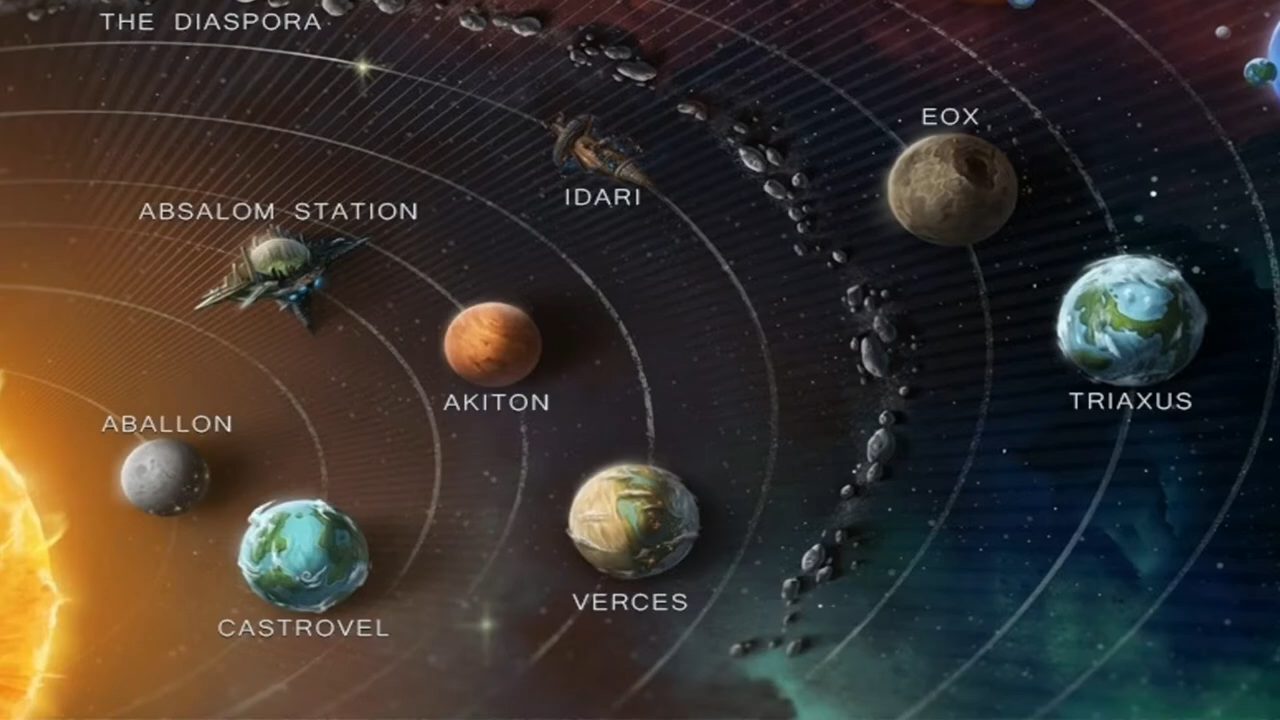 THE DIASPORA
EOX
IDARI
ABSALOM STATION
AKITON
TRIAXUS
ABALLON
VERCES
CASTROVEL